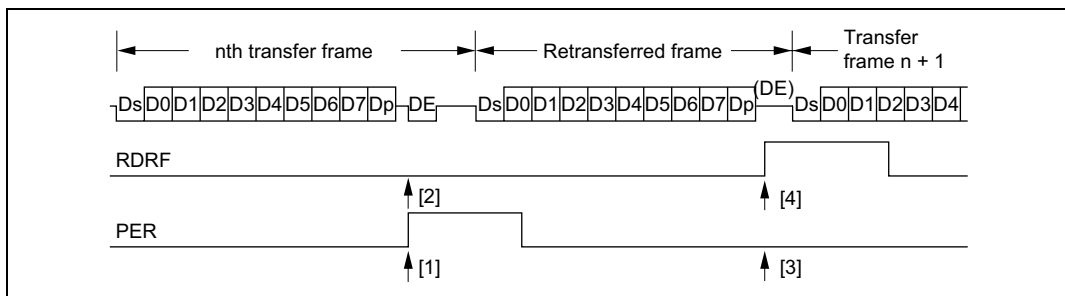 nth transfer frame Retransferred frame Transfer frame n + 1
Ds D0 D1 D2 D3 D4 D5 D6 D7 Dp DE Ds D0 D1 D2 D3 D4 D5 D6 D7 Dp (DE) Ds D0 D1 D2 D3 D4
RDRF
[2] [4]
PER
[1] [3]